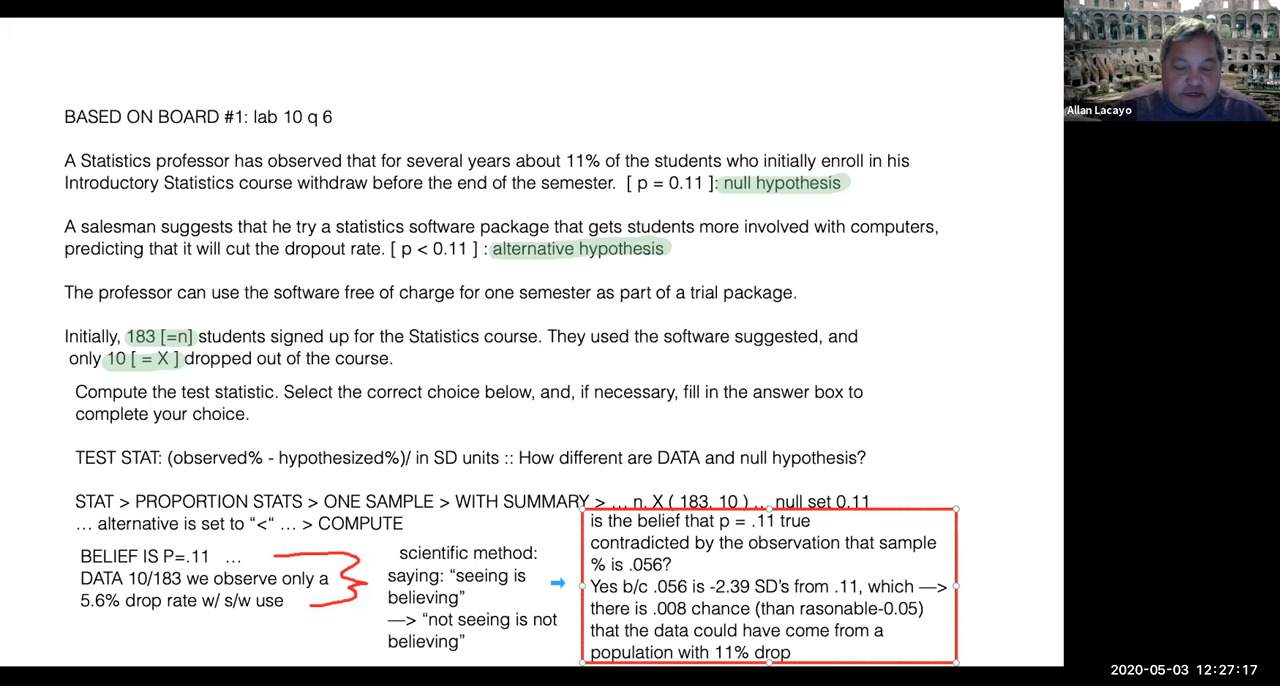 BASED ON BOARD #1: lab 10 q 6
A Statistics professor has observed that for several years about 11% of the students who initially enroll in his
Introductory Statistics course withdraw before the end of the semester. [ p = 0.11 ]: null hypothesis
A salesman suggests that he try a statistics software package that gets students more involved with computers,
predicting that it will cut the dropout rate. [ p < 0.11 ] : alternative hypothesis
The professor can use the software free of charge for one semester as part of a trial package.
Initially, 183 [=n] students signed up for the Statistics course. They used the software suggested, and
only 10 [ = X ] dropped out of the course.
Compute the test statistic. Select the correct choice below, and, if necessary, fill in the answer box to
complete your choice.
TEST STAT: (observed% - hypothesized%)/ in SD units :: How different are DATA and null hypothesis?
STAT > PROPORTION STATS > ONE SAMPLE > WITH SUMMARY > ... n, X ( 183, 10 ) ... null set 0.11
... alternative is set to “<“ ... > COMPUTE
BELIEF IS P=.11 ...
DATA 10/183 we observe only a
5.6% drop rate w/ s/w use
scientific method:
saying: “seeing is
believing”
—> “not seeing is not
believing”
is the belief that p = .11 true
contradicted by the observation that sample
% is .056?
Yes b/c .056 is -2.39 SD's from .11, which —>
there is .008 chance (than rasonable-0.05)
that the data could have come from a
population with 11% drop
Allan Lacayo
2020-05-03 12:27:17